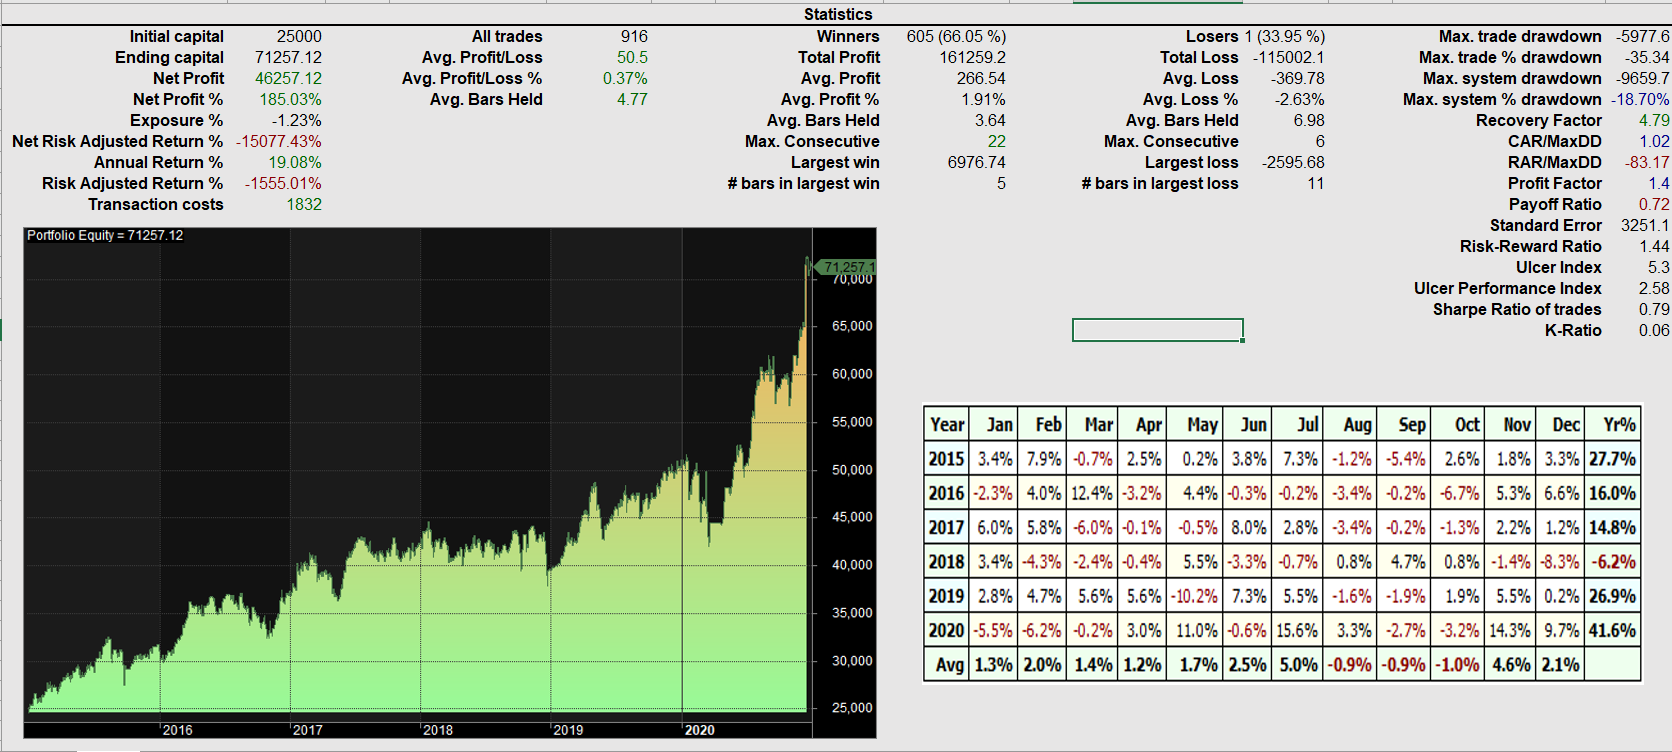 Statistics
Initial capital 25000 All trades 916 Winners 605 (66.05 %) Losers 1 (33.95 %) Max. trade drawdown -5977.6
Ending capital 71257.12 Avg. Profit/Loss 50.5 Total Profit 161259.2 Total Loss -115002.1 Max. trade % drawdown -35.34
Net Profit 46257.12 Avg. Profit/Loss % 0.37% Avg. Profit 266.54 Avg. Loss -369.78 Max. system drawdown -9659.7
Net Profit % 185.03% Avg. Bars Held 4.77 Avg. Profit % 1.91% Avg. Loss % -2.63% Max. system % drawdown -18.70%
Exposure % -1.23% Avg. Bars Held 3.64 Avg. Bars Held 6.98 Recovery Factor 4.79
Net Risk Adjusted Return % -15077.43% Max. Consecutive 22 Max. Consecutive 6 CAR/MaxDD 1.02
Annual Return % 19.08% Largest win 6976.74 Largest loss -2595.68 RAR/MaxDD -83.17
Risk Adjusted Return % -1555.01% # bars in largest win 5 # bars in largest loss 11 Profit Factor 1.4
Transaction costs 1832 Payoff Ratio 0.72
Standard Error 3251.1
Risk-Reward Ratio 1.44
Ulcer Index 5.3
Ulcer Performance Index 2.58
Sharpe Ratio of trades 0.79
K-Ratio 0.06
Portfolio Equity = 71257.12
71,257.1
70,000
65,000
60,000
55,000
50,000
45,000
40,000
35,000
30,000
25,000
2016 2017 2018 2019 2020
Year Jan Feb Mar Apr May Jun Jul Aug Sep Oct Nov Dec Yr%
2015 3.4% 7.9% -0.7% 2.5% 0.2% 3.8% 7.3% -1.2% -5.4% 2.6% 1.8% 3.3% 27.7%
2016 -2.3% 4.0% 12.4% -3.2% 4.4% -0.3% -0.2% -3.4% -0.2% -6.7% 5.3% 6.6% 16.0%
2017 6.0% 5.8% -6.0% -0.1% -0.5% 8.0% 2.8% -3.4% -0.2% -1.3% 2.2% 1.2% 14.8%
2018 3.4% -4.3% -2.4% -0.4% 5.5% -3.3% -0.7% 0.8% 4.7% 0.8% -1.4% -8.3% -6.2%
2019 2.8% 4.7% 5.6% 5.6% -10.2% 7.3% 5.5% -1.6% -1.9% 1.9% 5.5% 0.2% 26.9%
2020 -5.5% -6.2% -0.2% 3.0% 11.0% -0.6% 15.6% 3.3% -2.7% -3.2% 14.3% 9.7% 41.6%
Avg 1.3% 2.0% 1.4% 1.2% 1.7% 2.5% 5.0% -0.9% -0.9% -1.0% 4.6% 2.1%